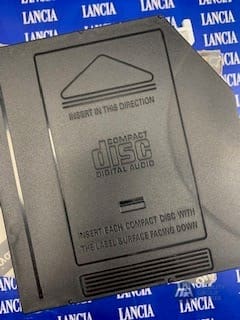 LANCIA LANCIA LANCIA LANCIA
LANCIA
LANCIA
INSERT IN THIS DIRECTION
COMPACT
disc
DIGITAL AUDIO
INSERT EACH COMPACT DISC WITH
THE LABEL SURFACE FACING DOWN
LANCIA
LANCIA
LANCIA LANCIA LANCIA